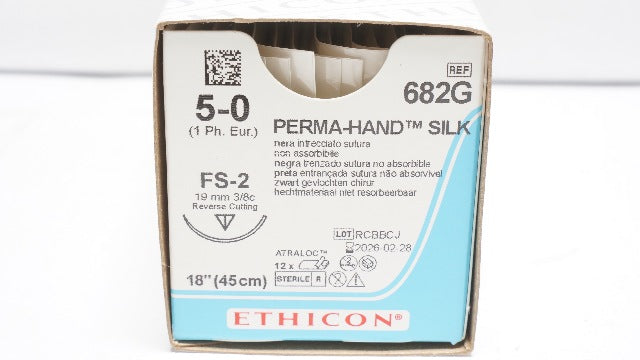 REF
682G
5-0
(1 Ph. Eur.)
PERMA-HAND™ SILK
nera intrecciato sutura
non assorbibile
negra trenzado sutura no absorbible
preta entrançada sutura não absorvível
zwart gevlochten chirur
hechtmateriaal niet resorbeerbaar
FS-2
19 mm 3/8c
Reverse Cutting
LOT RCBBCJ
2026-02-28
ATRALOC™
12 x
STERILE R
18" (45cm)
ETHICON®